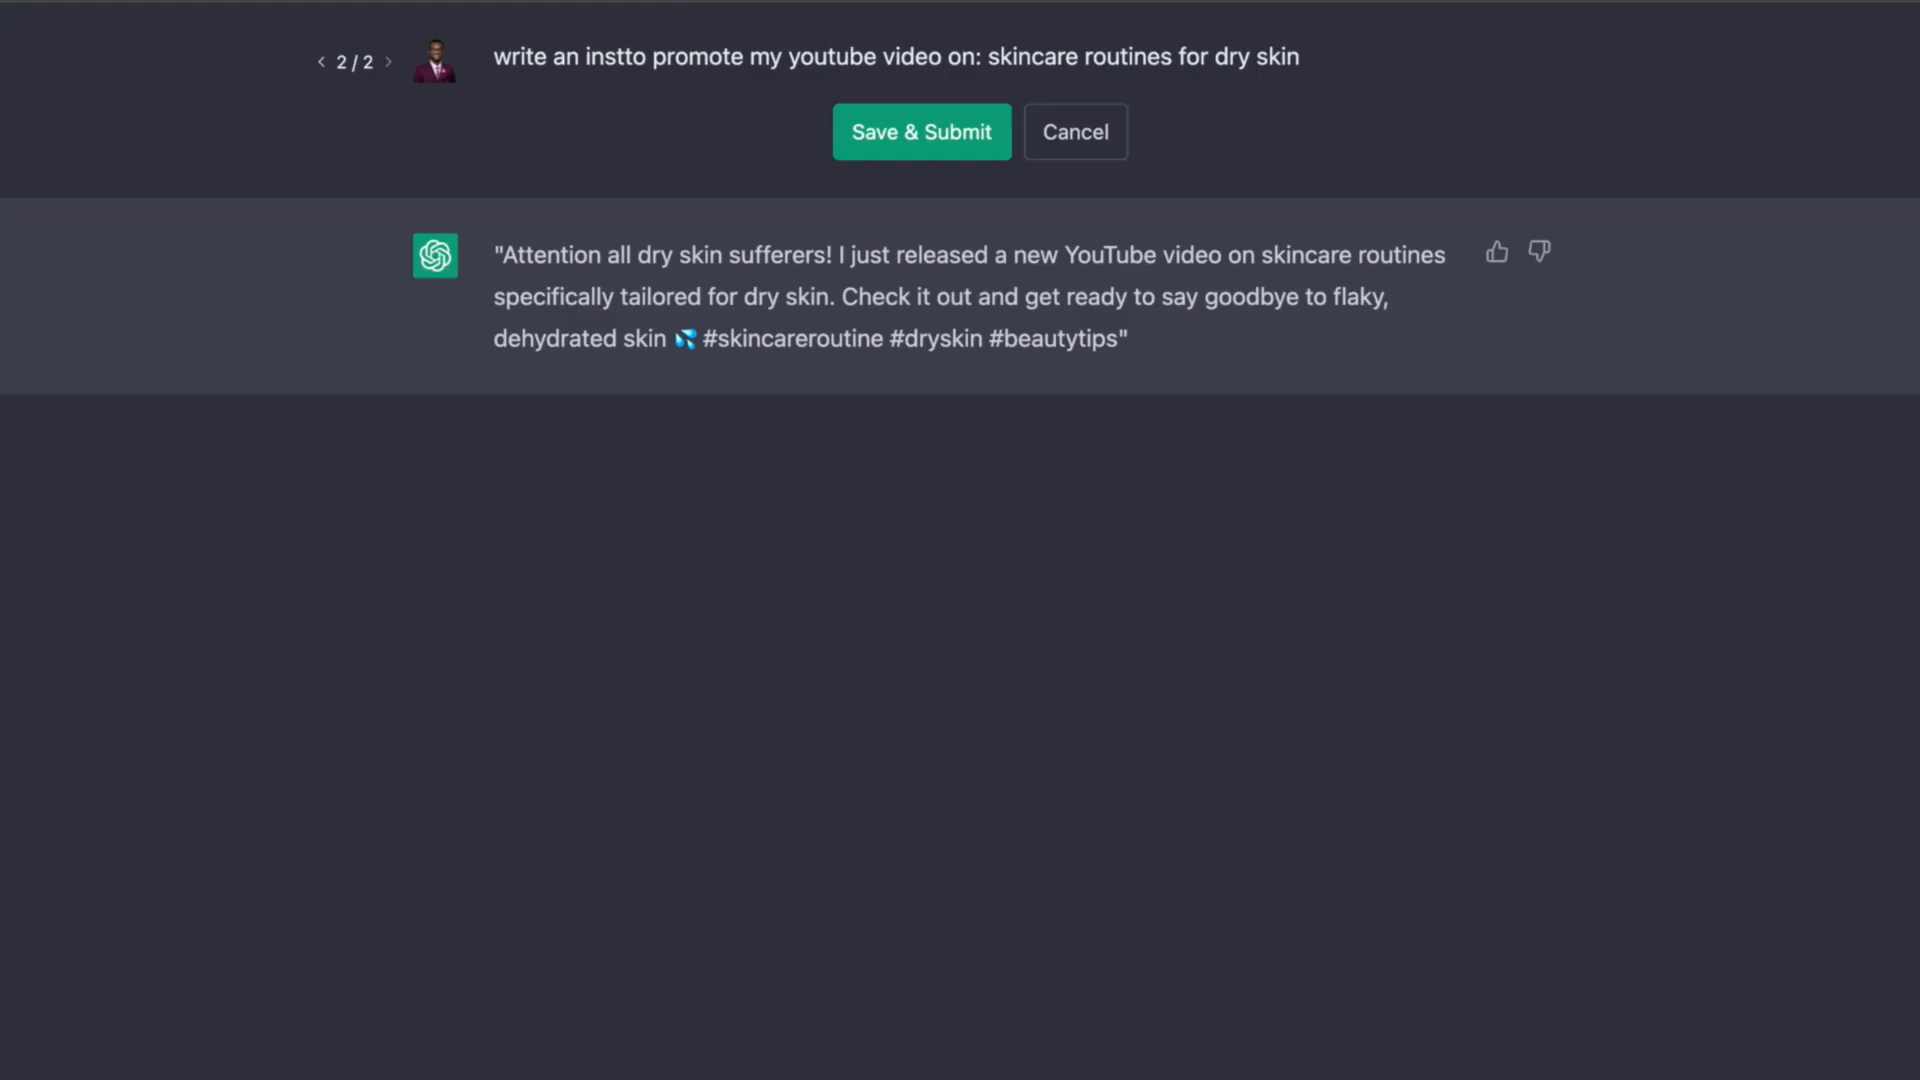 < 2 / 2 >
write an instto promote my youtube video on: skincare routines for dry skin
Save & Submit
Cancel
"Attention all dry skin sufferers! I just released a new YouTube video on skincare routines
specifically tailored for dry skin. Check it out and get ready to say goodbye to flaky,
dehydrated skin 💦 #skincareroutine #dryskin #beautytips"